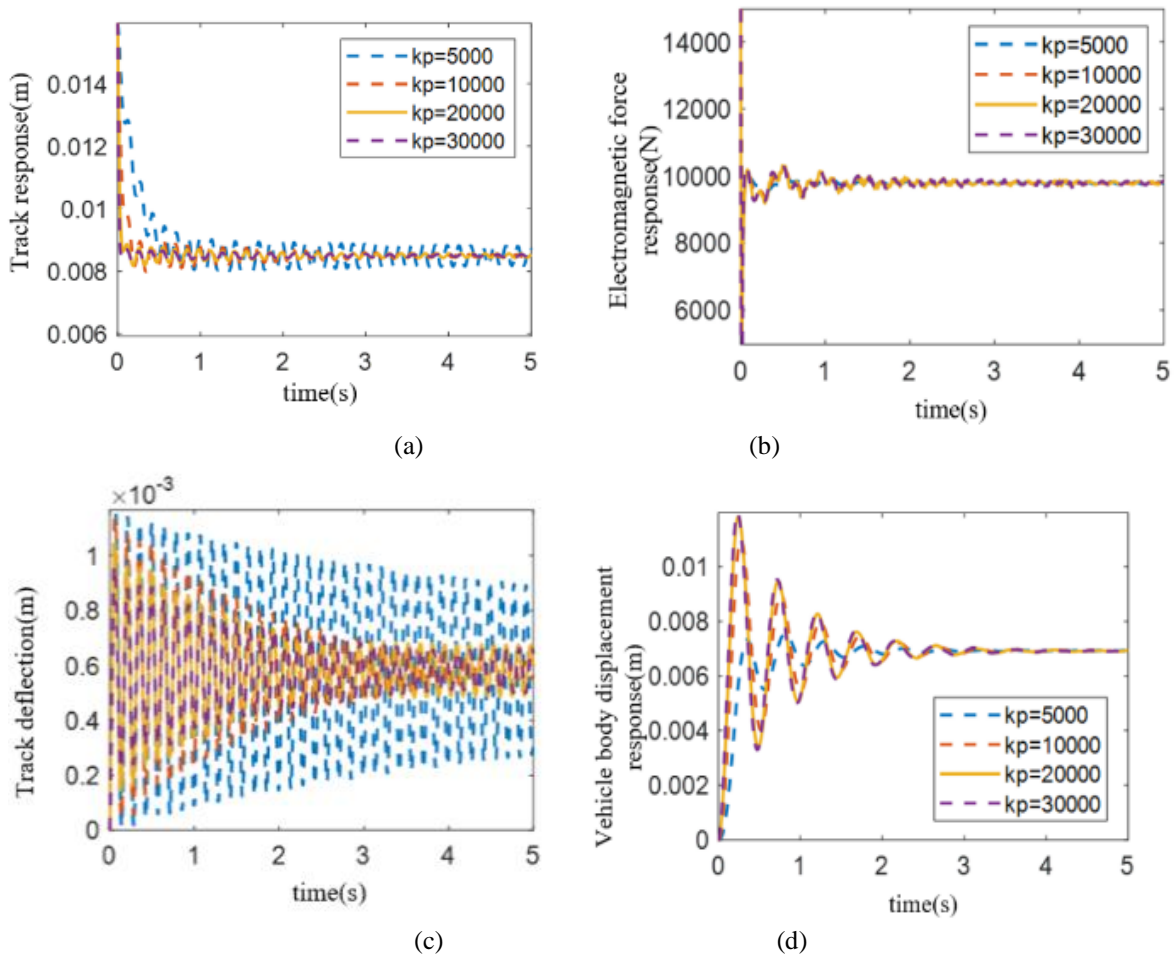 0.014
0.012
0.01
0.008
0.006
Track response(m)
kp=5000
kp=10000
kp=20000
kp=30000
0 1 2 3 4 5
time(s)
(a)
14000
12000
10000
8000
6000
Electromagnetic force
response(N)
kp=5000
kp=10000
kp=20000
kp=30000
0 1 2 3 4 5
time(s)
(b)
×10-3
1
0.8
0.6
0.4
0.2
0
Track deflection(m)
0 1 2 3 4 5
time(s)
(c)
0.01
0.008
0.006
0.004
0.002
0
Vehicle body displacement
response(m)
kp=5000
kp=10000
kp=20000
kp=30000
0 1 2 3 4 5
time(s)
(d)